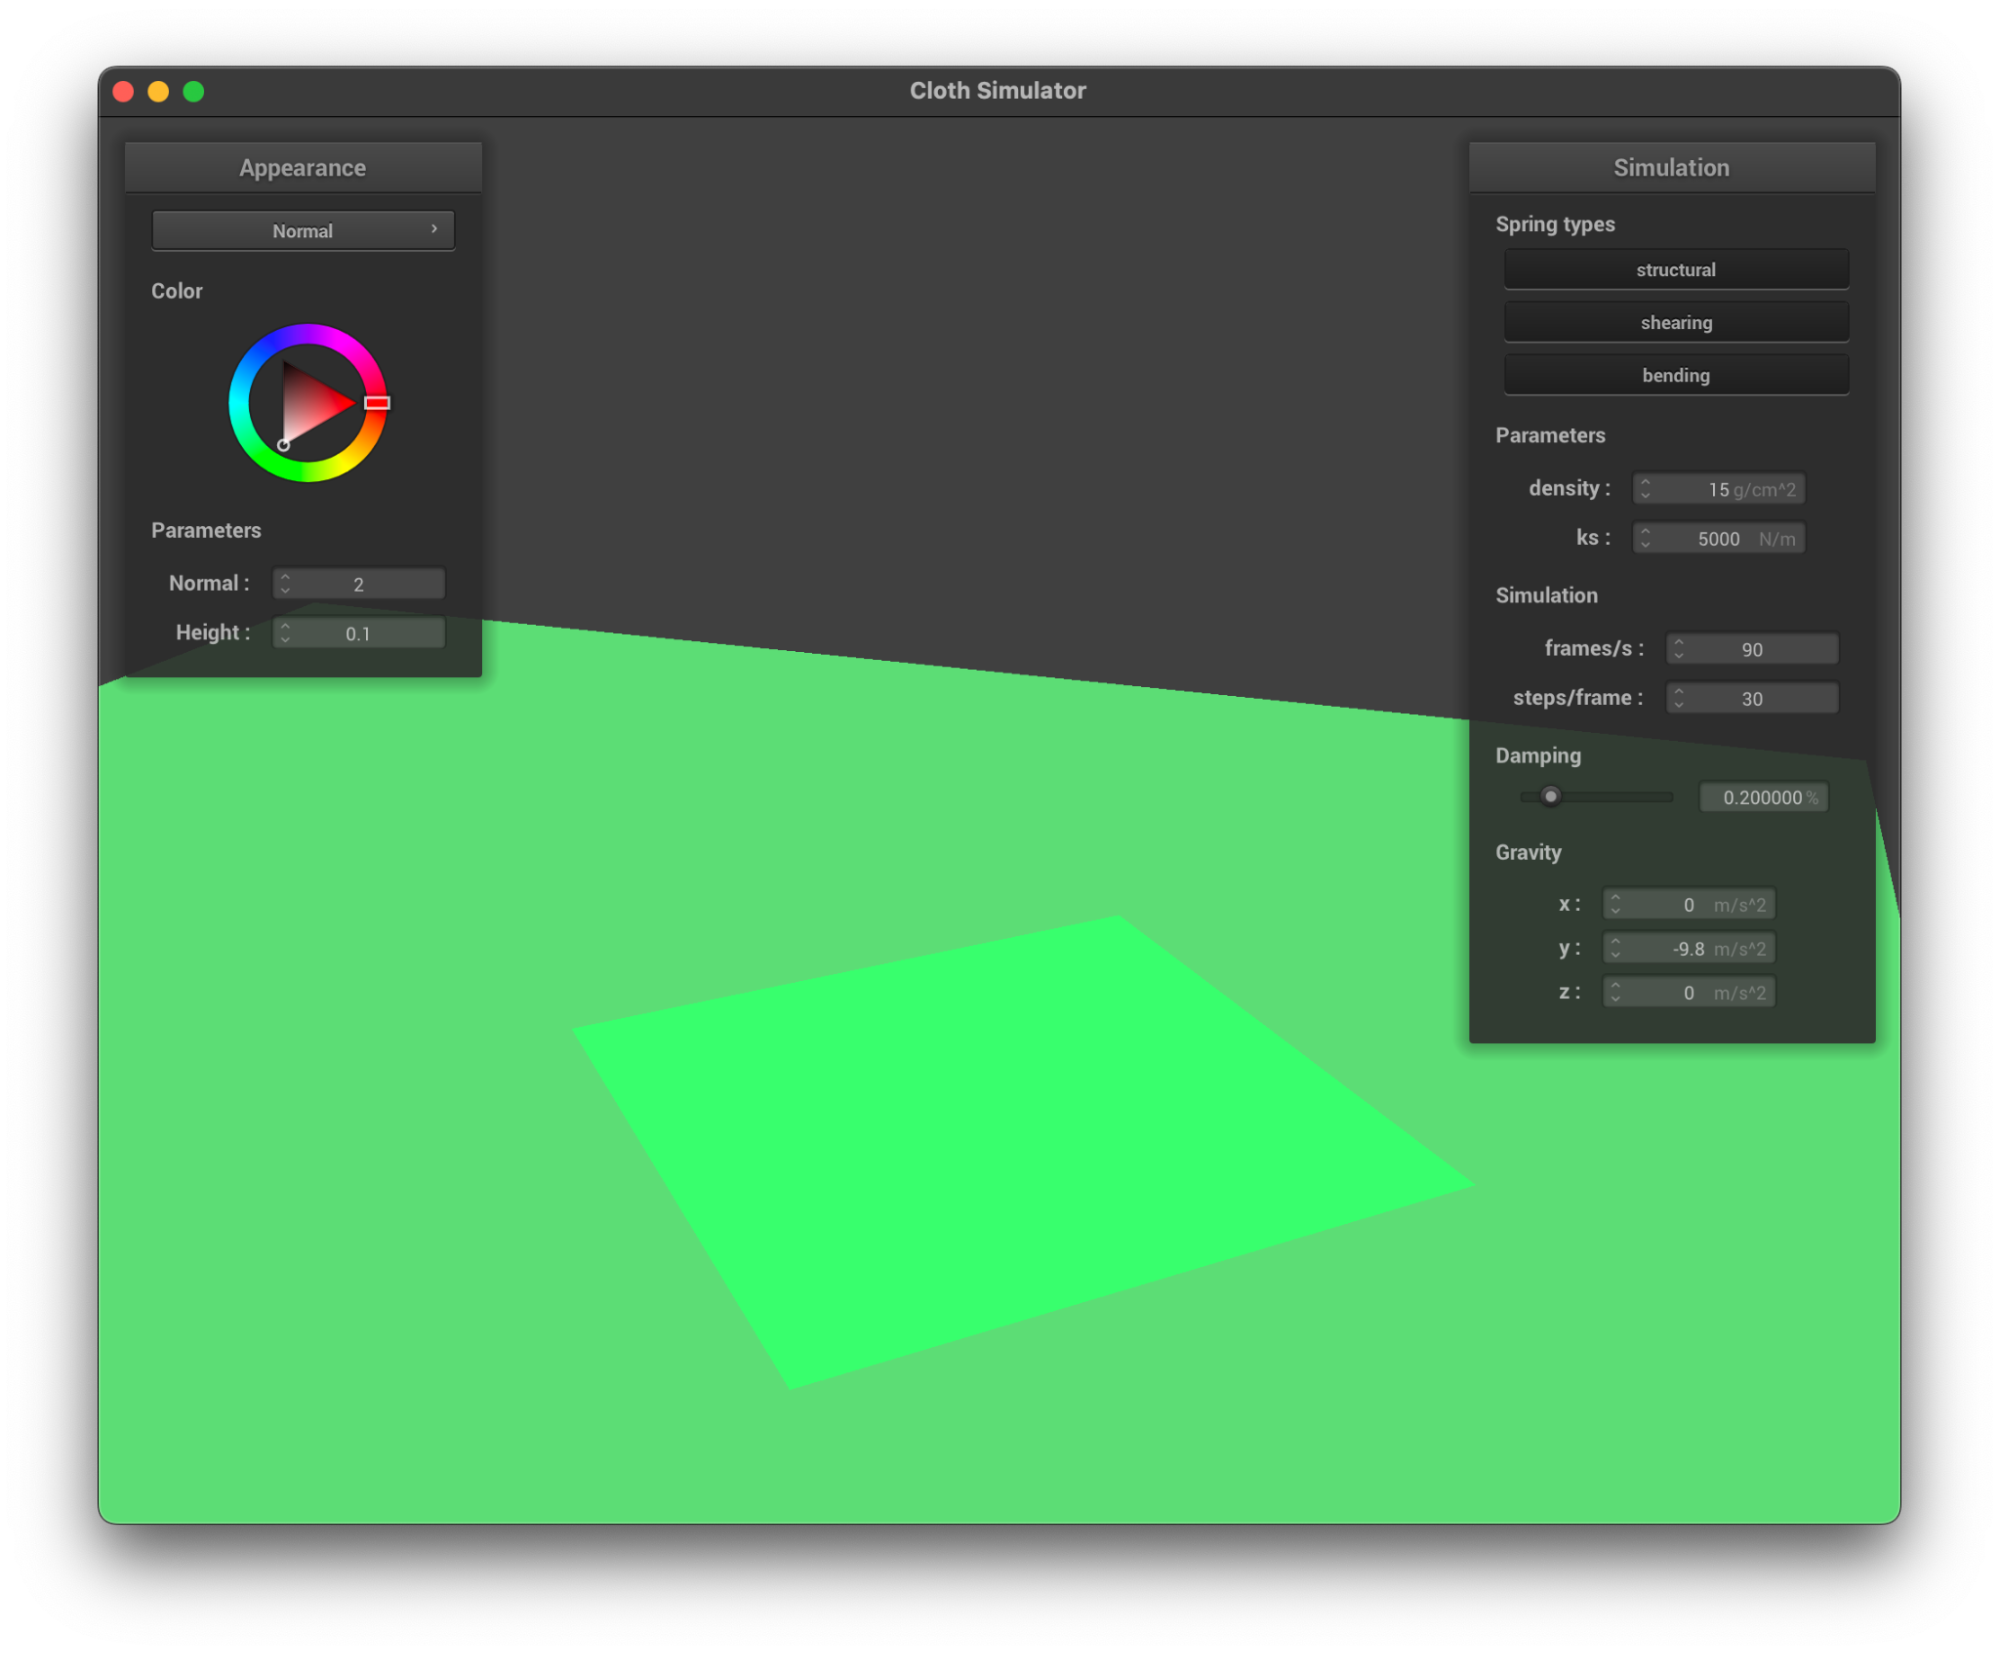 Cloth Simulator
Appearance
Normal
Color
Parameters
Normal : 2
Height : 0.1
Simulation
Spring types
structural
shearing
bending
Parameters
density : 15 g/cm^2
ks : 5000 N/m
Simulation
frames/s : 90
steps/frame : 30
Damping
0.200000 %
Gravity
x : 0 m/s^2
y : -9.8 m/s^2
z : 0 m/s^2